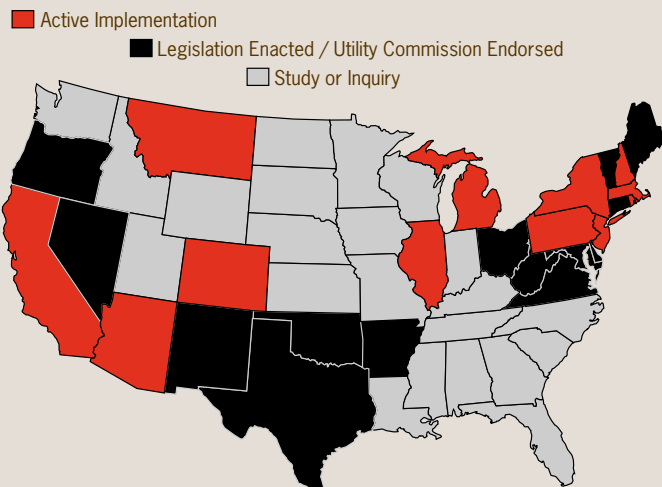 Active Implementation
Legislation Enacted / Utility Commission Endorsed
Study or Inquiry